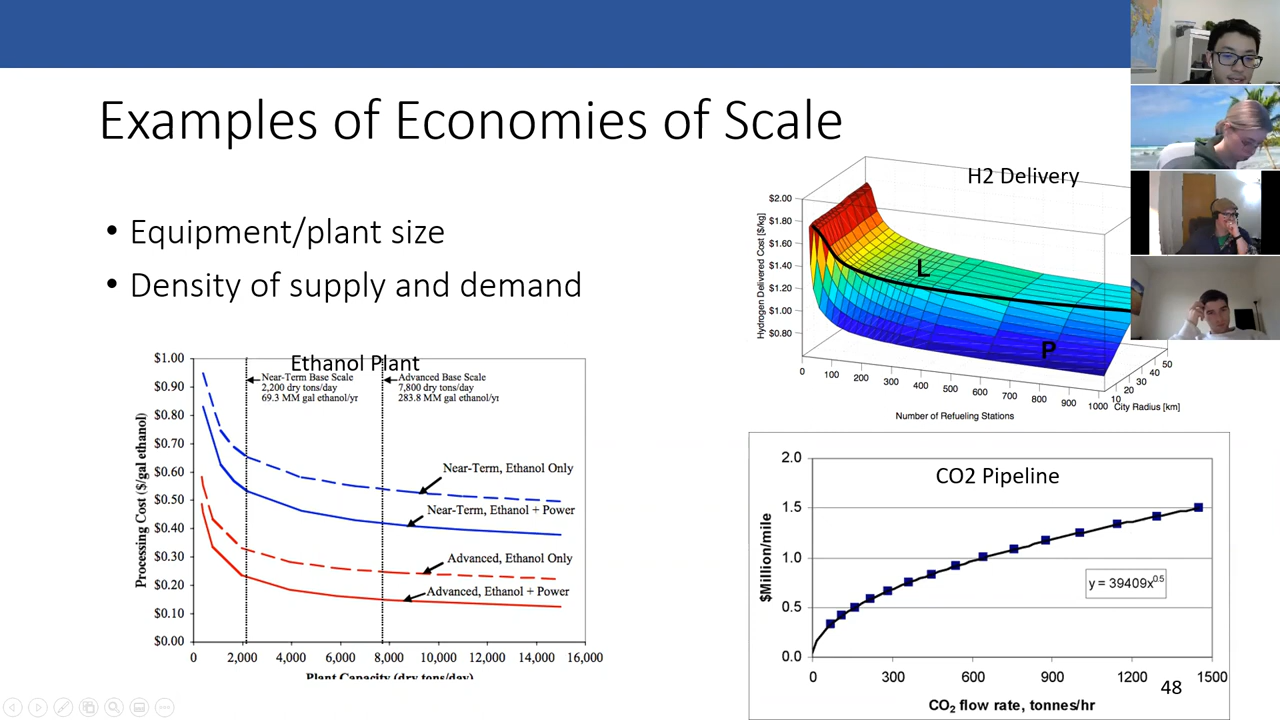 Examples of Economies of Scale
• Equipment/plant size
• Density of supply and demand
H2 Delivery
Hydrogen Delivered Cost [$/kg]
$2.00
$1.80
$1.60
$1.40
$1.20
$1.00
$0.80
L
P
0
100
200
300
400
500
600
700
800
900
1000
10
20
30
40
50
Number of Refueling Stations
City Radius [km]
Ethanol Plant
Processing Cost ($/gal ethanol)
$1.00
$0.90
$0.80
$0.70
$0.60
$0.50
$0.40
$0.30
$0.20
$0.10
$0.00
Near-Term Base Scale
2,200 dry tons/day
69.3 MM gal ethanol/yr
Advanced Base Scale
7,800 dry tons/day
283.8 MM gal ethanol/yr
Near-Term, Ethanol Only
Near-Term, Ethanol + Power
Advanced, Ethanol Only
Advanced, Ethanol + Power
0 2,000 4,000 6,000 8,000 10,000 12,000 14,000 16,000
Plant Capacity (dry tons/day)
CO2 Pipeline
$Million/mile
2.0
1.5
1.0
0.5
0.0
y = 39409x^0.5
0 300 600 900 1200 1500
CO₂ flow rate, tonnes/hr
48